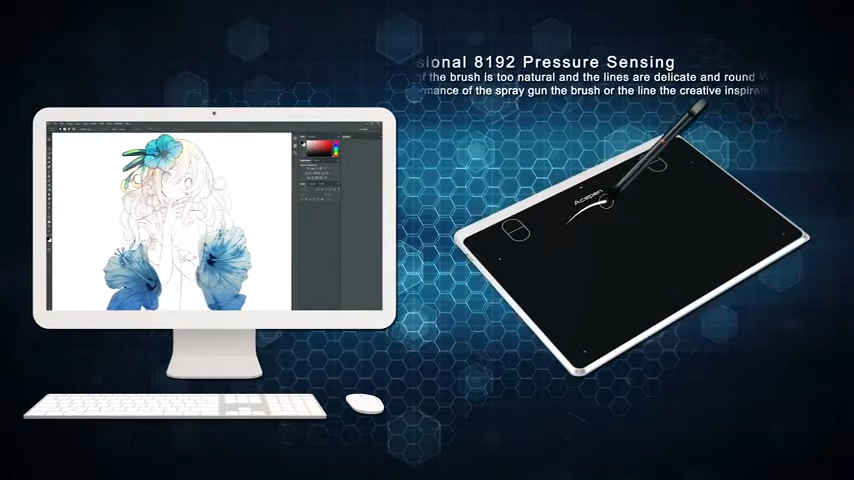 sional 8192 Pressure Sensing
of the brush is too natural and the lines are delicate and round
mance of the spray gun the brush or the line the creative inspira
Acepen